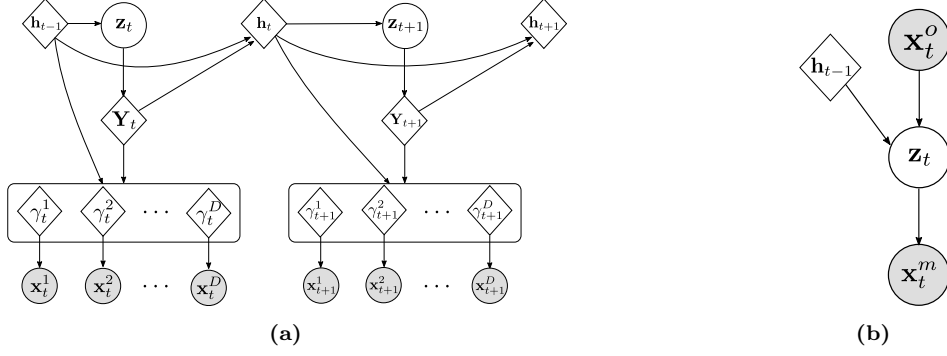 h_{t−1} z_t h_t z_{t+1} h_{t+1}
Y_t Y_{t+1}
γ_t^1 γ_t^2 ⋯ γ_t^D γ_{t+1}^1 γ_{t+1}^2 ⋯ γ_{t+1}^D
x_t^1 x_t^2 ⋯ x_t^D x_{t+1}^1 x_{t+1}^2 ⋯ x_{t+1}^D
(a)
x_t^o
h_{t−1}
z_t
x_t^m
(b)